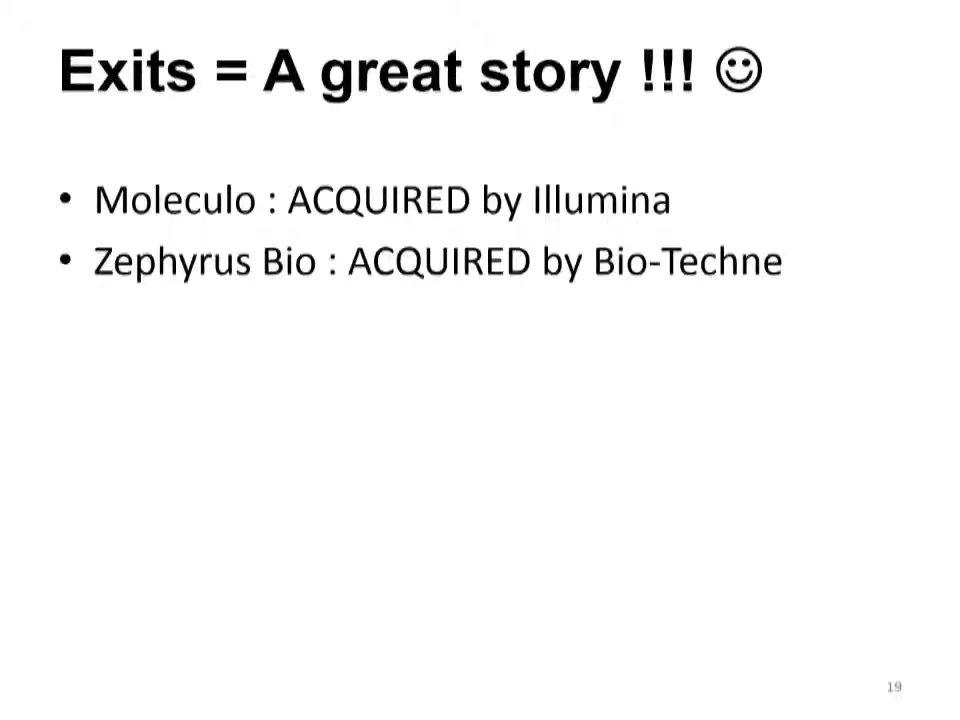 Exits = A great story !!! ☺
• Moleculo : ACQUIRED by Illumina
• Zephyrus Bio : ACQUIRED by Bio-Techne
19